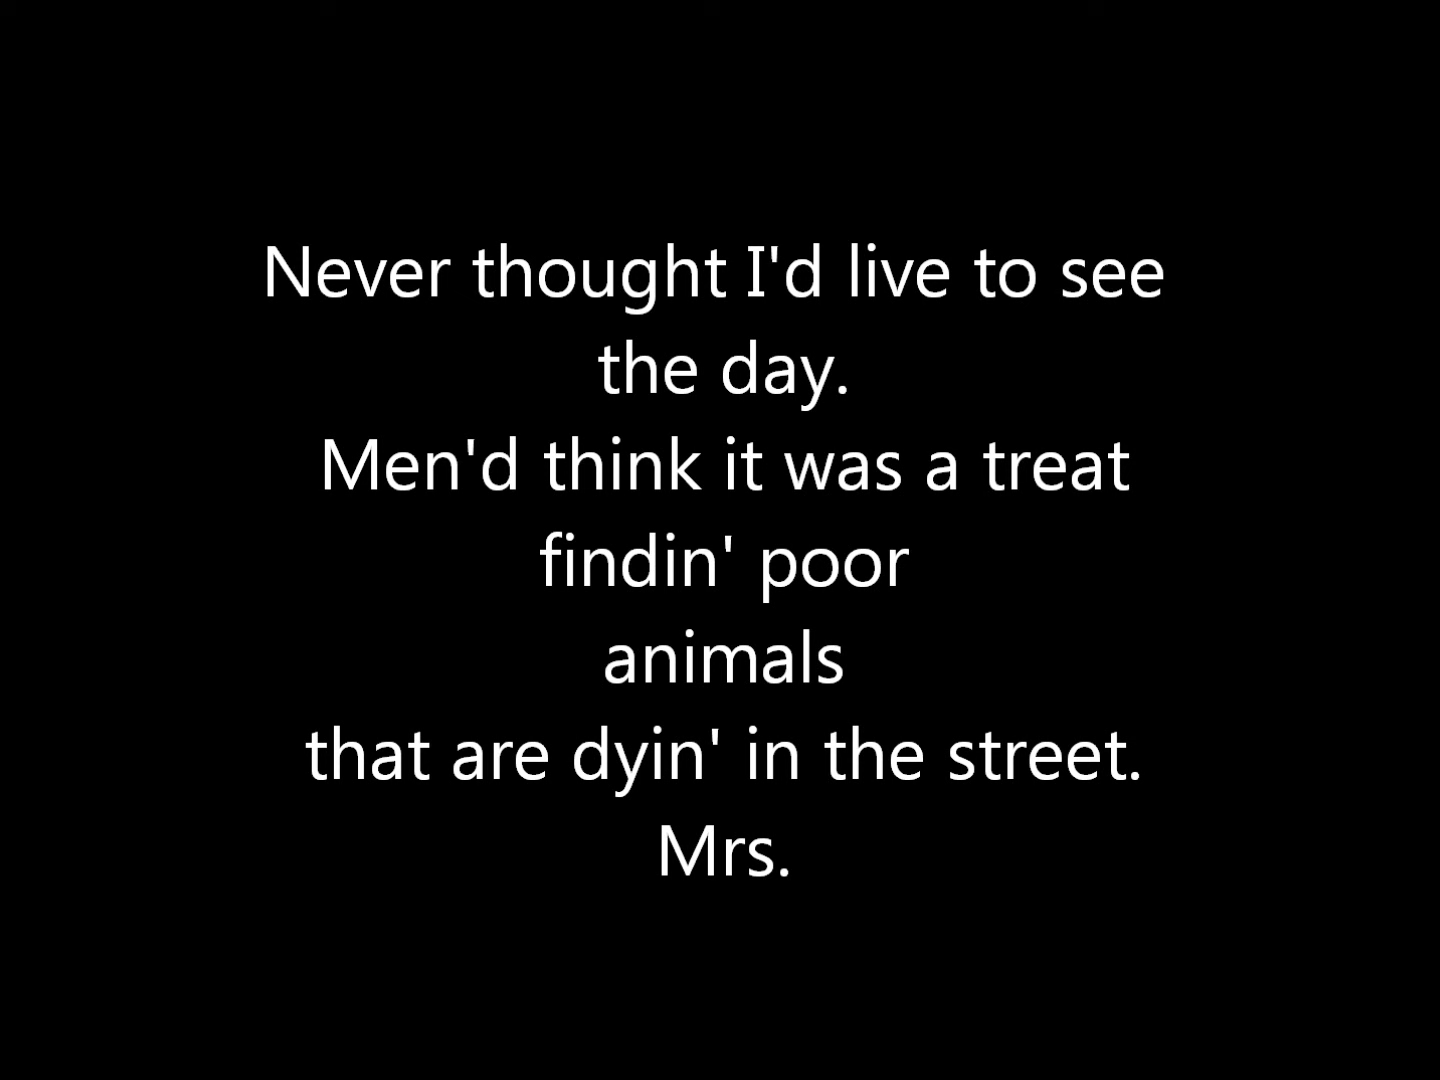 Never thought I'd live to see
the day.
Men'd think it was a treat
findin' poor
animals
that are dyin' in the street.
Mrs.